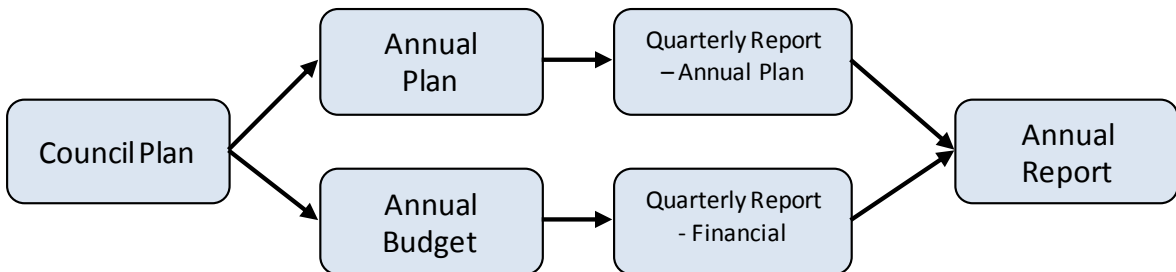 Council Plan
Annual
Plan
Quarterly Report
– Annual Plan
Annual
Budget
Quarterly Report
- Financial
Annual
Report